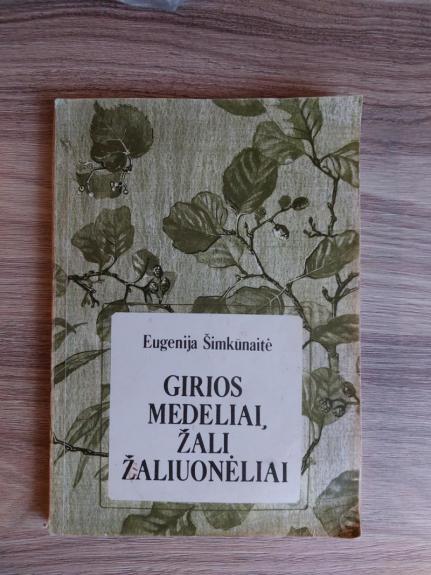 Eugenija Šimkūnaitė
GIRIOS
MEDELIAI,
ŽALI
ŽALIUONĖLIAI